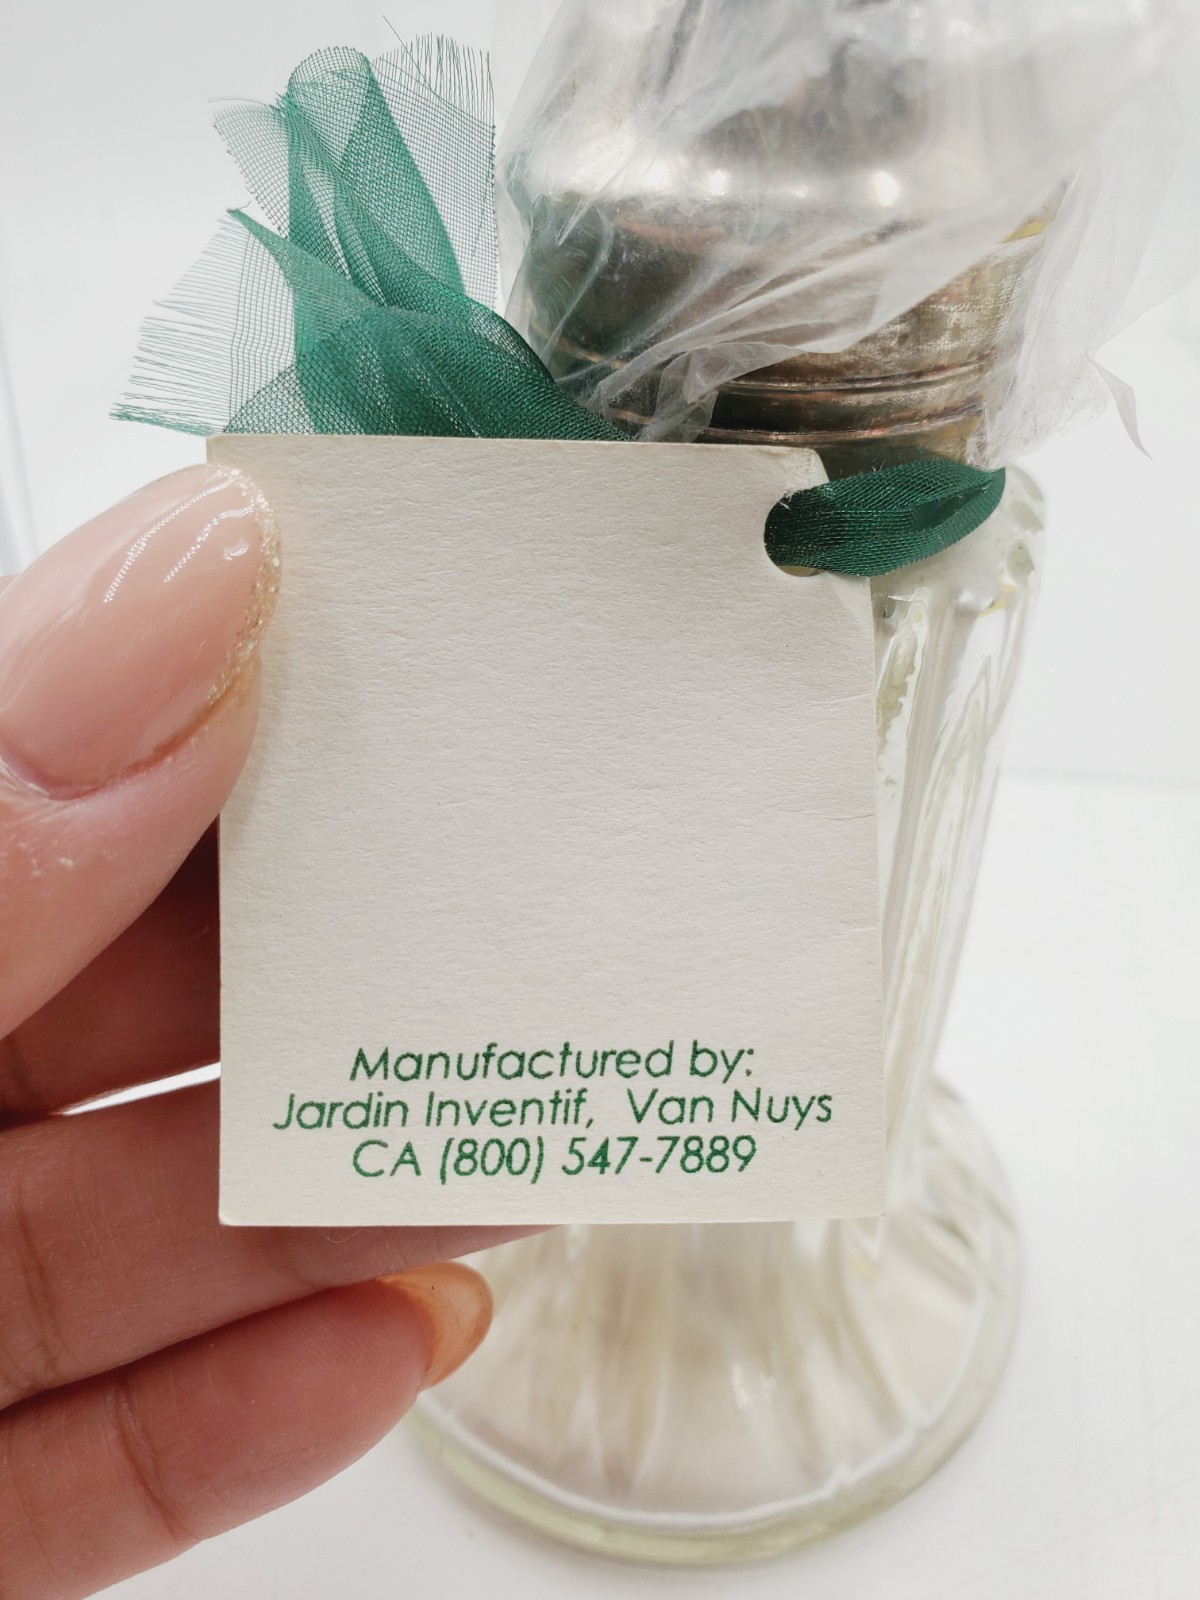 Manufactured by:
Jardin Inventif, Van Nuys
CA (800) 547-7889